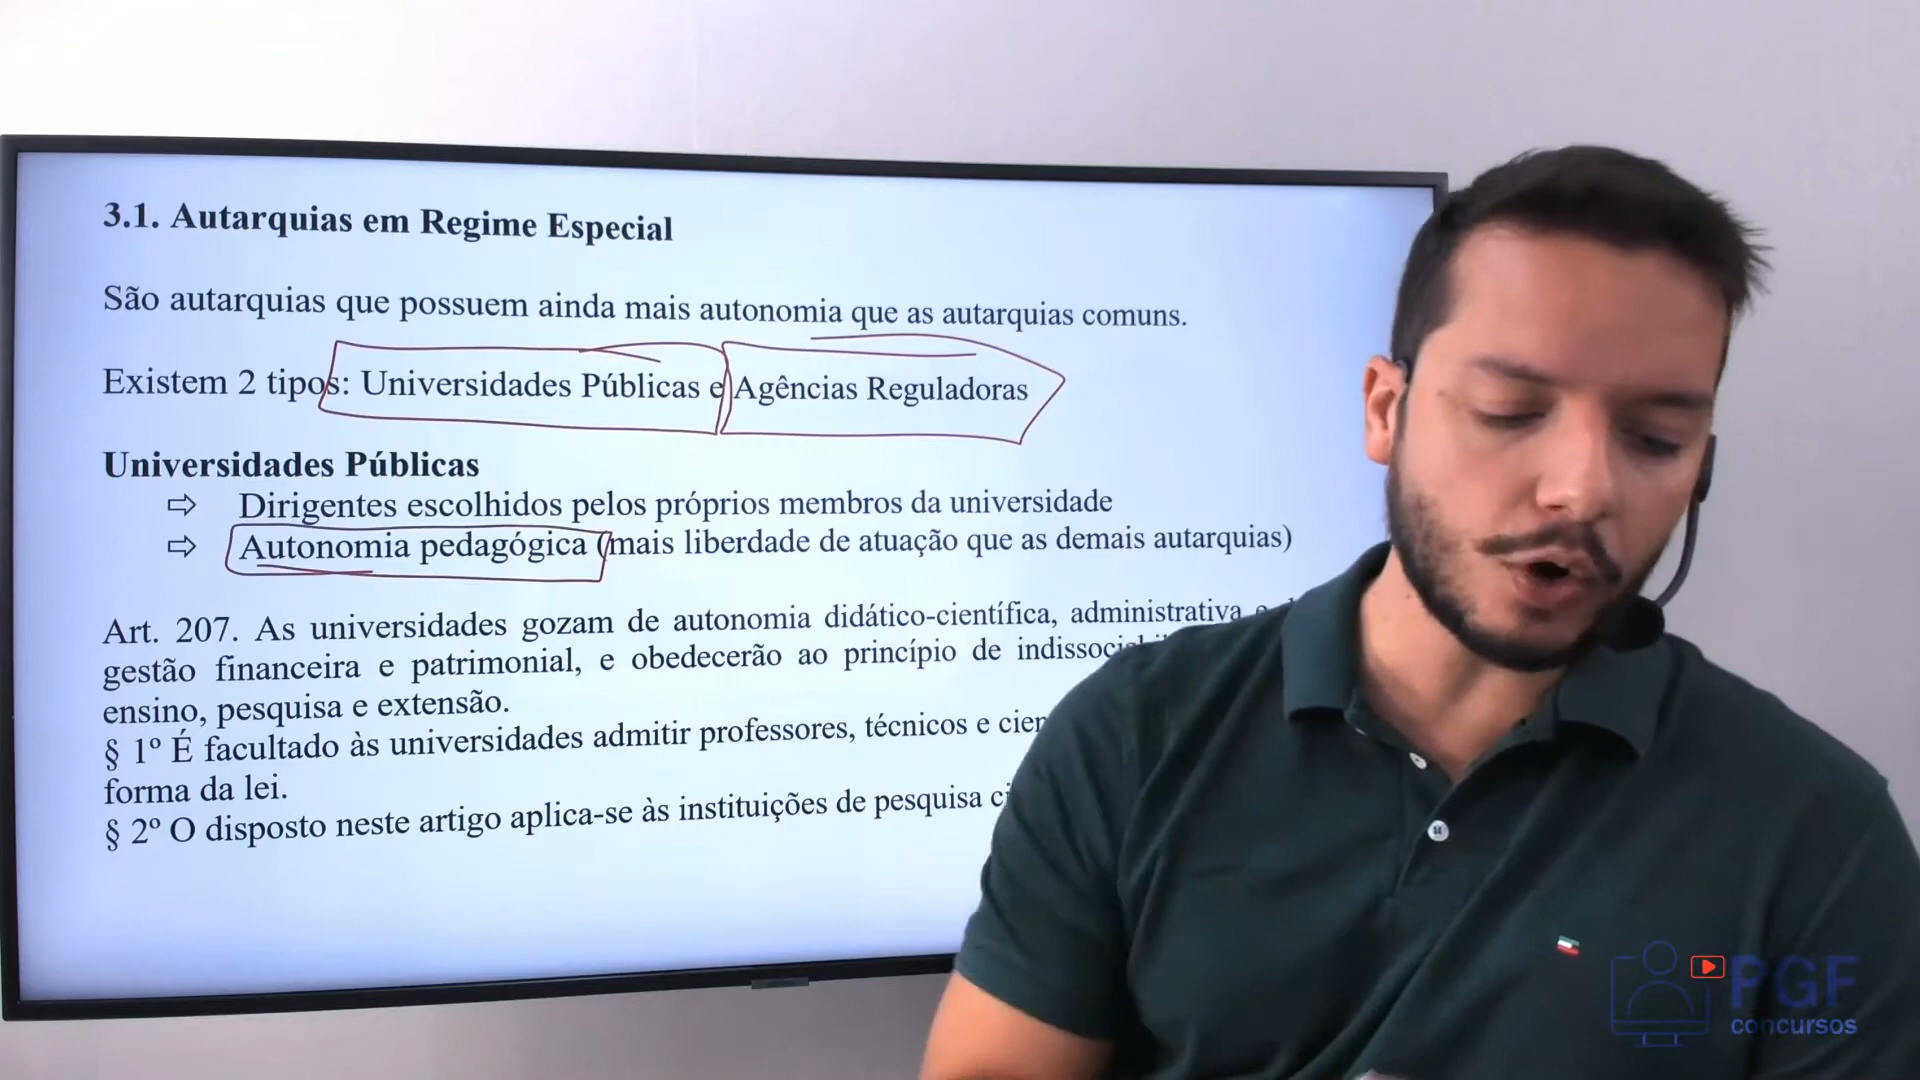 3.1. Autarquias em Regime Especial
São autarquias que possuem ainda mais autonomia que as autarquias comuns.
Existem 2 tipos: Universidades Públicas e Agências Reguladoras
Universidades Públicas
⇨ Dirigentes escolhidos pelos próprios membros da universidade
⇨ Autonomia pedagógica (mais liberdade de atuação que as demais autarquias)
Art. 207. As universidades gozam de autonomia didático-científica, administrativa e
gestão financeira e patrimonial, e obedecerão ao princípio de
ensino, pesquisa e extensão.
§ 1º É facultado às universidades admitir professores, técnicos e
forma da lei.
§ 2º O disposto neste artigo aplica-se às instituições de pesquisa
PGF
concursos